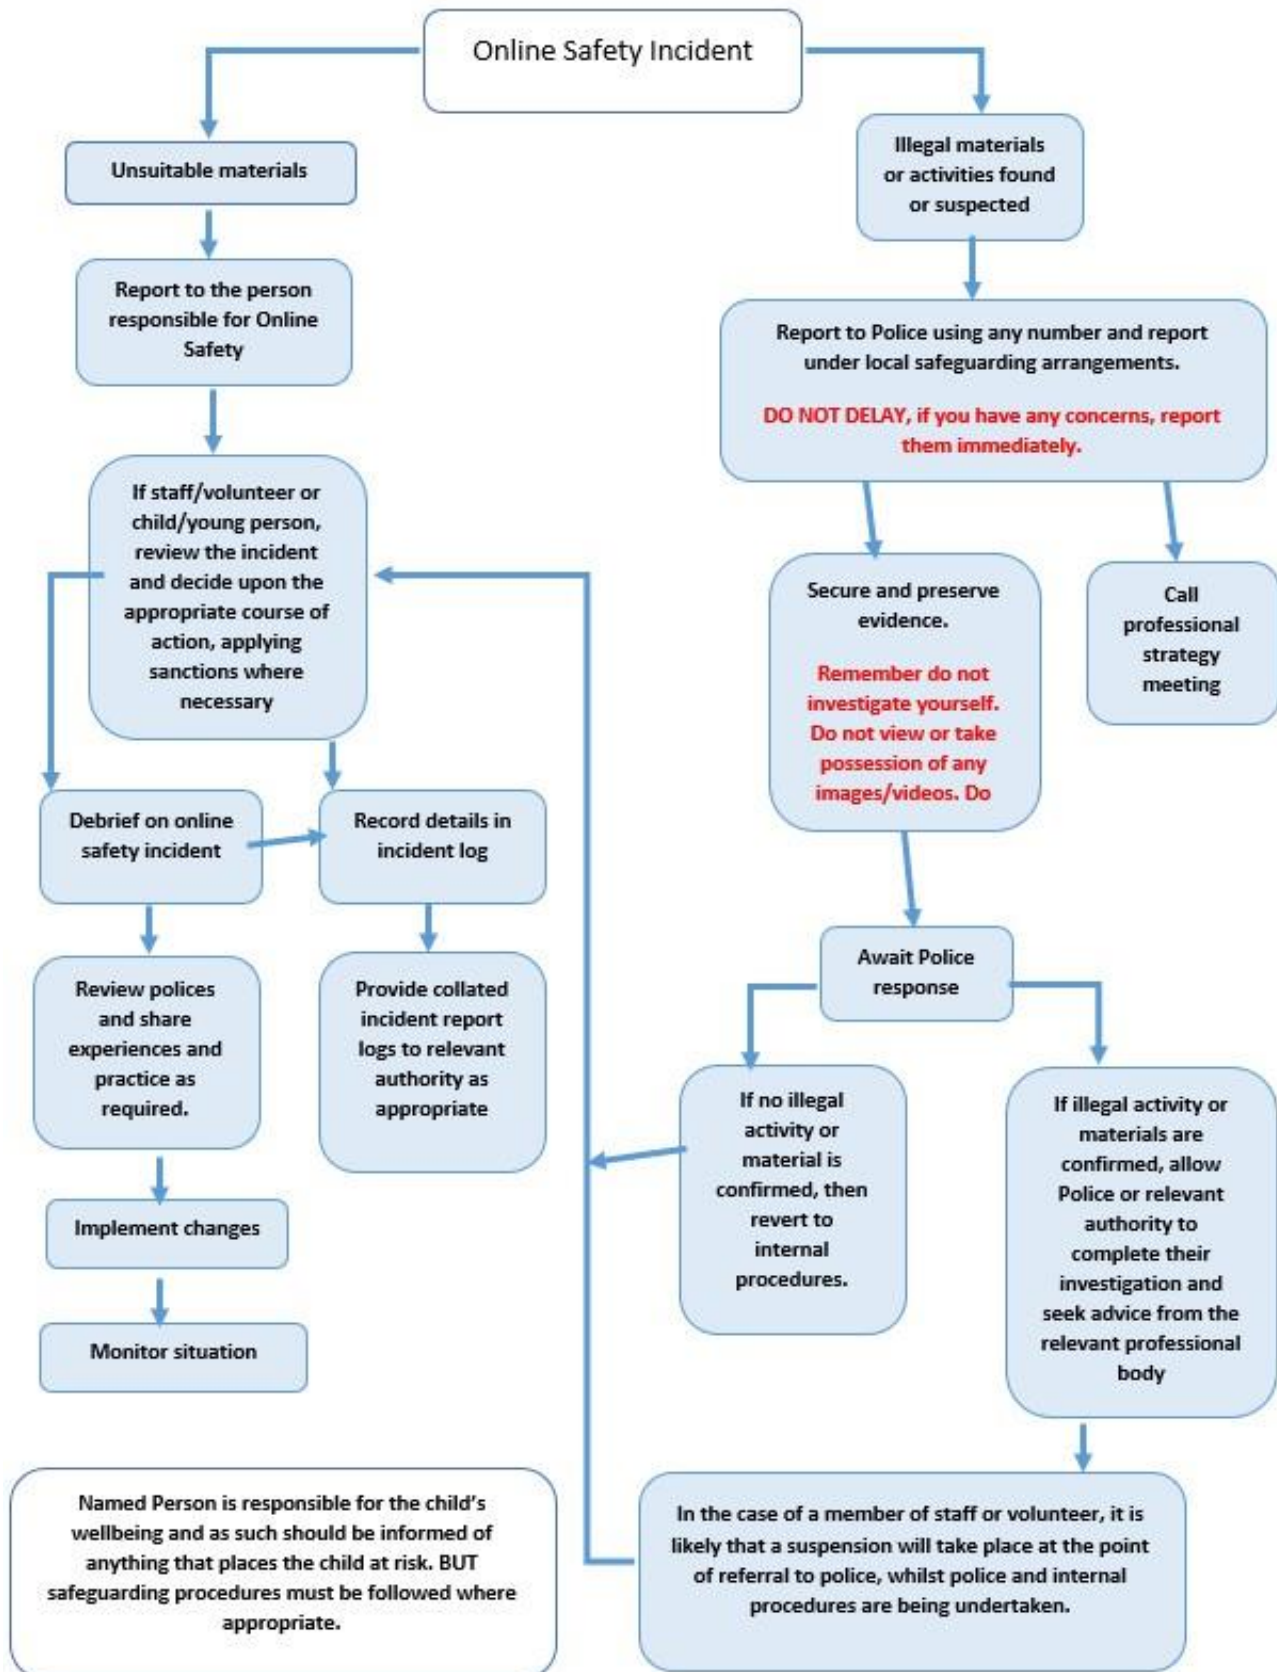 Online Safety Incident
Unsuitable materials
Report to the person
responsible for Online
Safety
If staff/volunteer or
child/young person,
review the incident
and decide upon the
appropriate course of
action, applying
sanctions where
necessary
Debrief on online
safety incident
Record details in
incident log
Review polices
and share
experiences and
practice as
required.
Provide collated
incident report
logs to relevant
authority as
appropriate
Implement changes
Monitor situation
Illegal materials
or activities found
or suspected
Report to Police using any number and report
under local safeguarding arrangements.
DO NOT DELAY, if you have any concerns, report
them immediately.
Secure and preserve
evidence.
Remember do not
investigate yourself.
Do not view or take
possession of any
images/videos. Do
Call
professional
strategy
meeting
Await Police
response
If no illegal
activity or
material is
confirmed, then
revert to
internal
procedures.
If illegal activity or
materials are
confirmed, allow
Police or relevant
authority to
complete their
investigation and
seek advice from the
relevant professional
body
In the case of a member of staff or volunteer, it is
likely that a suspension will take place at the point
of referral to police, whilst police and internal
procedures are being undertaken.
Named Person is responsible for the child’s
wellbeing and as such should be informed of
anything that places the child at risk. BUT
safeguarding procedures must be followed where
appropriate.